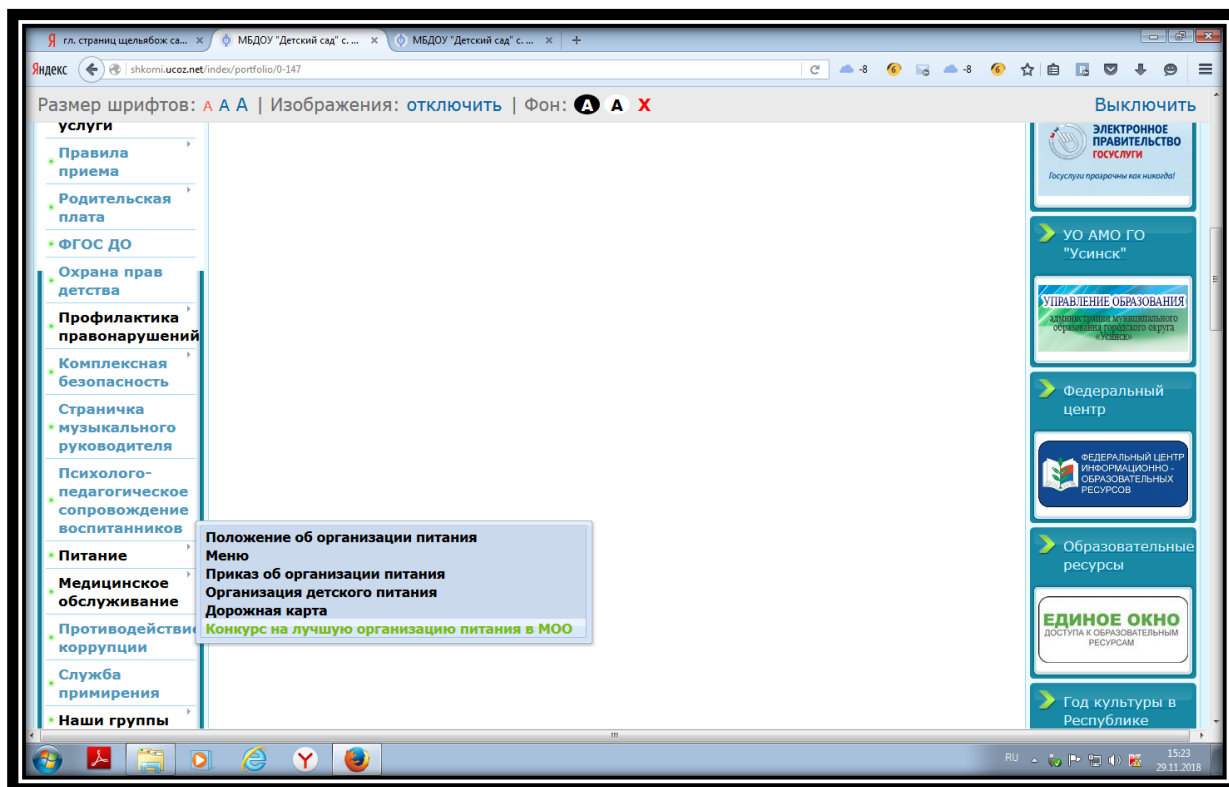 гл. страниц щельябож са...
МБДОУ "Детский сад" с. ...
МБДОУ "Детский сад" с. ...
Яндекс
shkomi.ucoz.net/index/portfolio/0-147
-8
-8
Размер шрифтов: А А А | Изображения: отключить | Фон: А А Х
Выключить
услуги
Правила
приема
Родительская
плата
ФГОС ДО
Охрана прав
детства
Профилактика
правонарушений
Комплексная
безопасность
Страничка
музыкального
руководителя
Психолого-
педагогическое
сопровождение
воспитанников
Питание
Медицинское
обслуживание
Противодействие
коррупции
Служба
примирения
Наши группы
Положение об организации питания
Меню
Приказ об организации питания
Организация детского питания
Дорожная карта
Конкурс на лучшую организацию питания в МОО
ЭЛЕКТРОННОЕ
ПРАВИТЕЛЬСТВО
ГОСУСЛУГИ
Госуслуги прозрачны как никогда!
УО АМО ГО
"Усинск"
УПРАВЛЕНИЕ ОБРАЗОВАНИЯ
администрации муниципального
образования городского округа
«Усинск»
Федеральный
центр
ФЕДЕРАЛЬНЫЙ ЦЕНТР
ИНФОРМАЦИОННО -
ОБРАЗОВАТЕЛЬНЫХ
РЕСУРСОВ
Образовательные
ресурсы
ЕДИНОЕ ОКНО
ДОСТУПА К ОБРАЗОВАТЕЛЬНЫМ
РЕСУРСАМ
Год культуры в
Республике
RU
15:23
29.11.2018